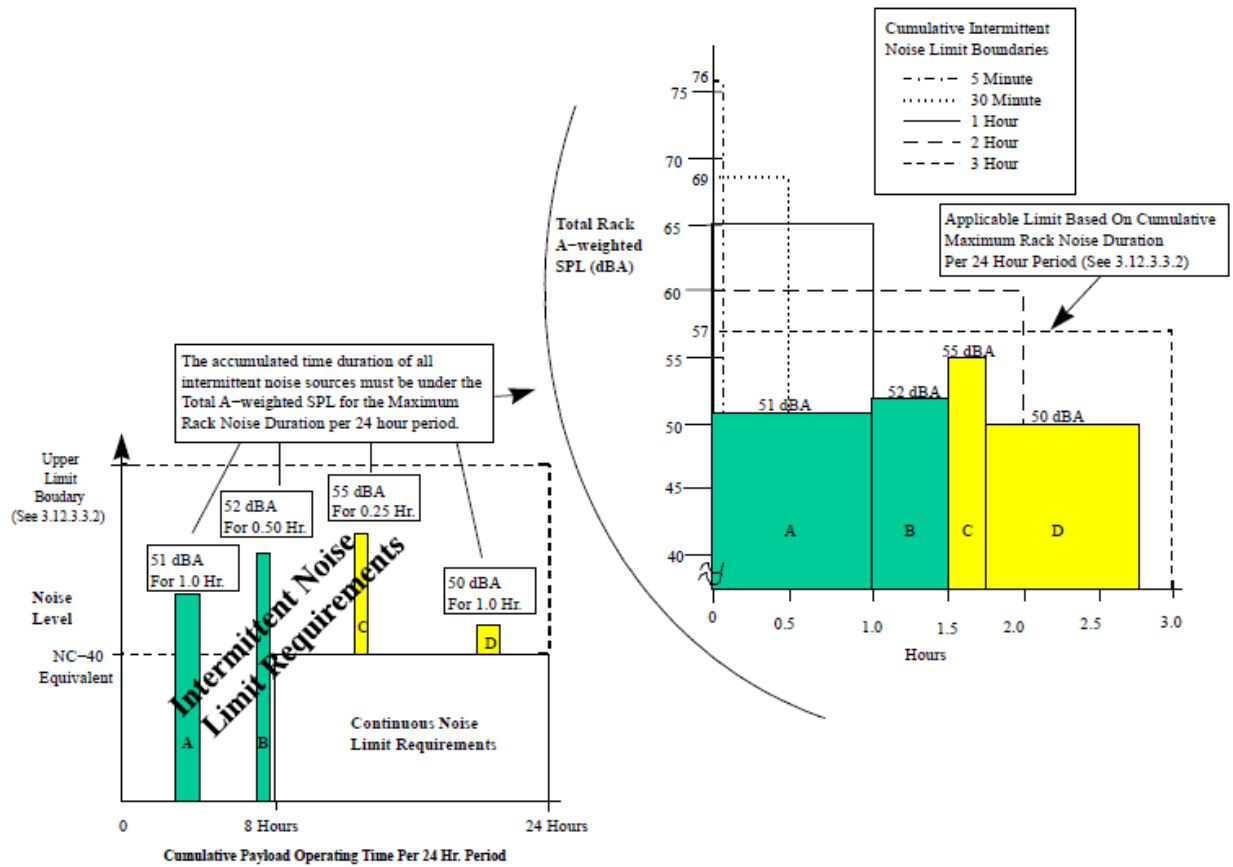 Cumulative Intermittent
Noise Limit Boundaries
5 Minute
30 Minute
1 Hour
2 Hour
3 Hour
76
75
70
69
65
60
57
55
50
45
40
Total Rack
A-weighted
SPL (dBA)
Applicable Limit Based On Cumulative
Maximum Rack Noise Duration
Per 24 Hour Period (See 3.12.3.3.2)
51 dBA
52 dBA
55 dBA
50 dBA
A
B
C
D
0
0.5
1.0
1.5
2.0
2.5
3.0
Hours
The accumulated time duration of all
intermittent noise sources must be under the
Total A-weighted SPL for the Maximum
Rack Noise Duration per 24 hour period.
Upper
Limit
Boudary
(See 3.12.3.3.2)
Noise
Level
NC-40
Equivalent
51 dBA
For 1.0 Hr.
52 dBA
For 0.50 Hr.
55 dBA
For 0.25 Hr.
50 dBA
For 1.0 Hr.
Intermittent Noise
Limit Requirements
A
B
C
D
Continuous Noise
Limit Requirements
0
8 Hours
24 Hours
Cumulative Payload Operating Time Per 24 Hr. Period